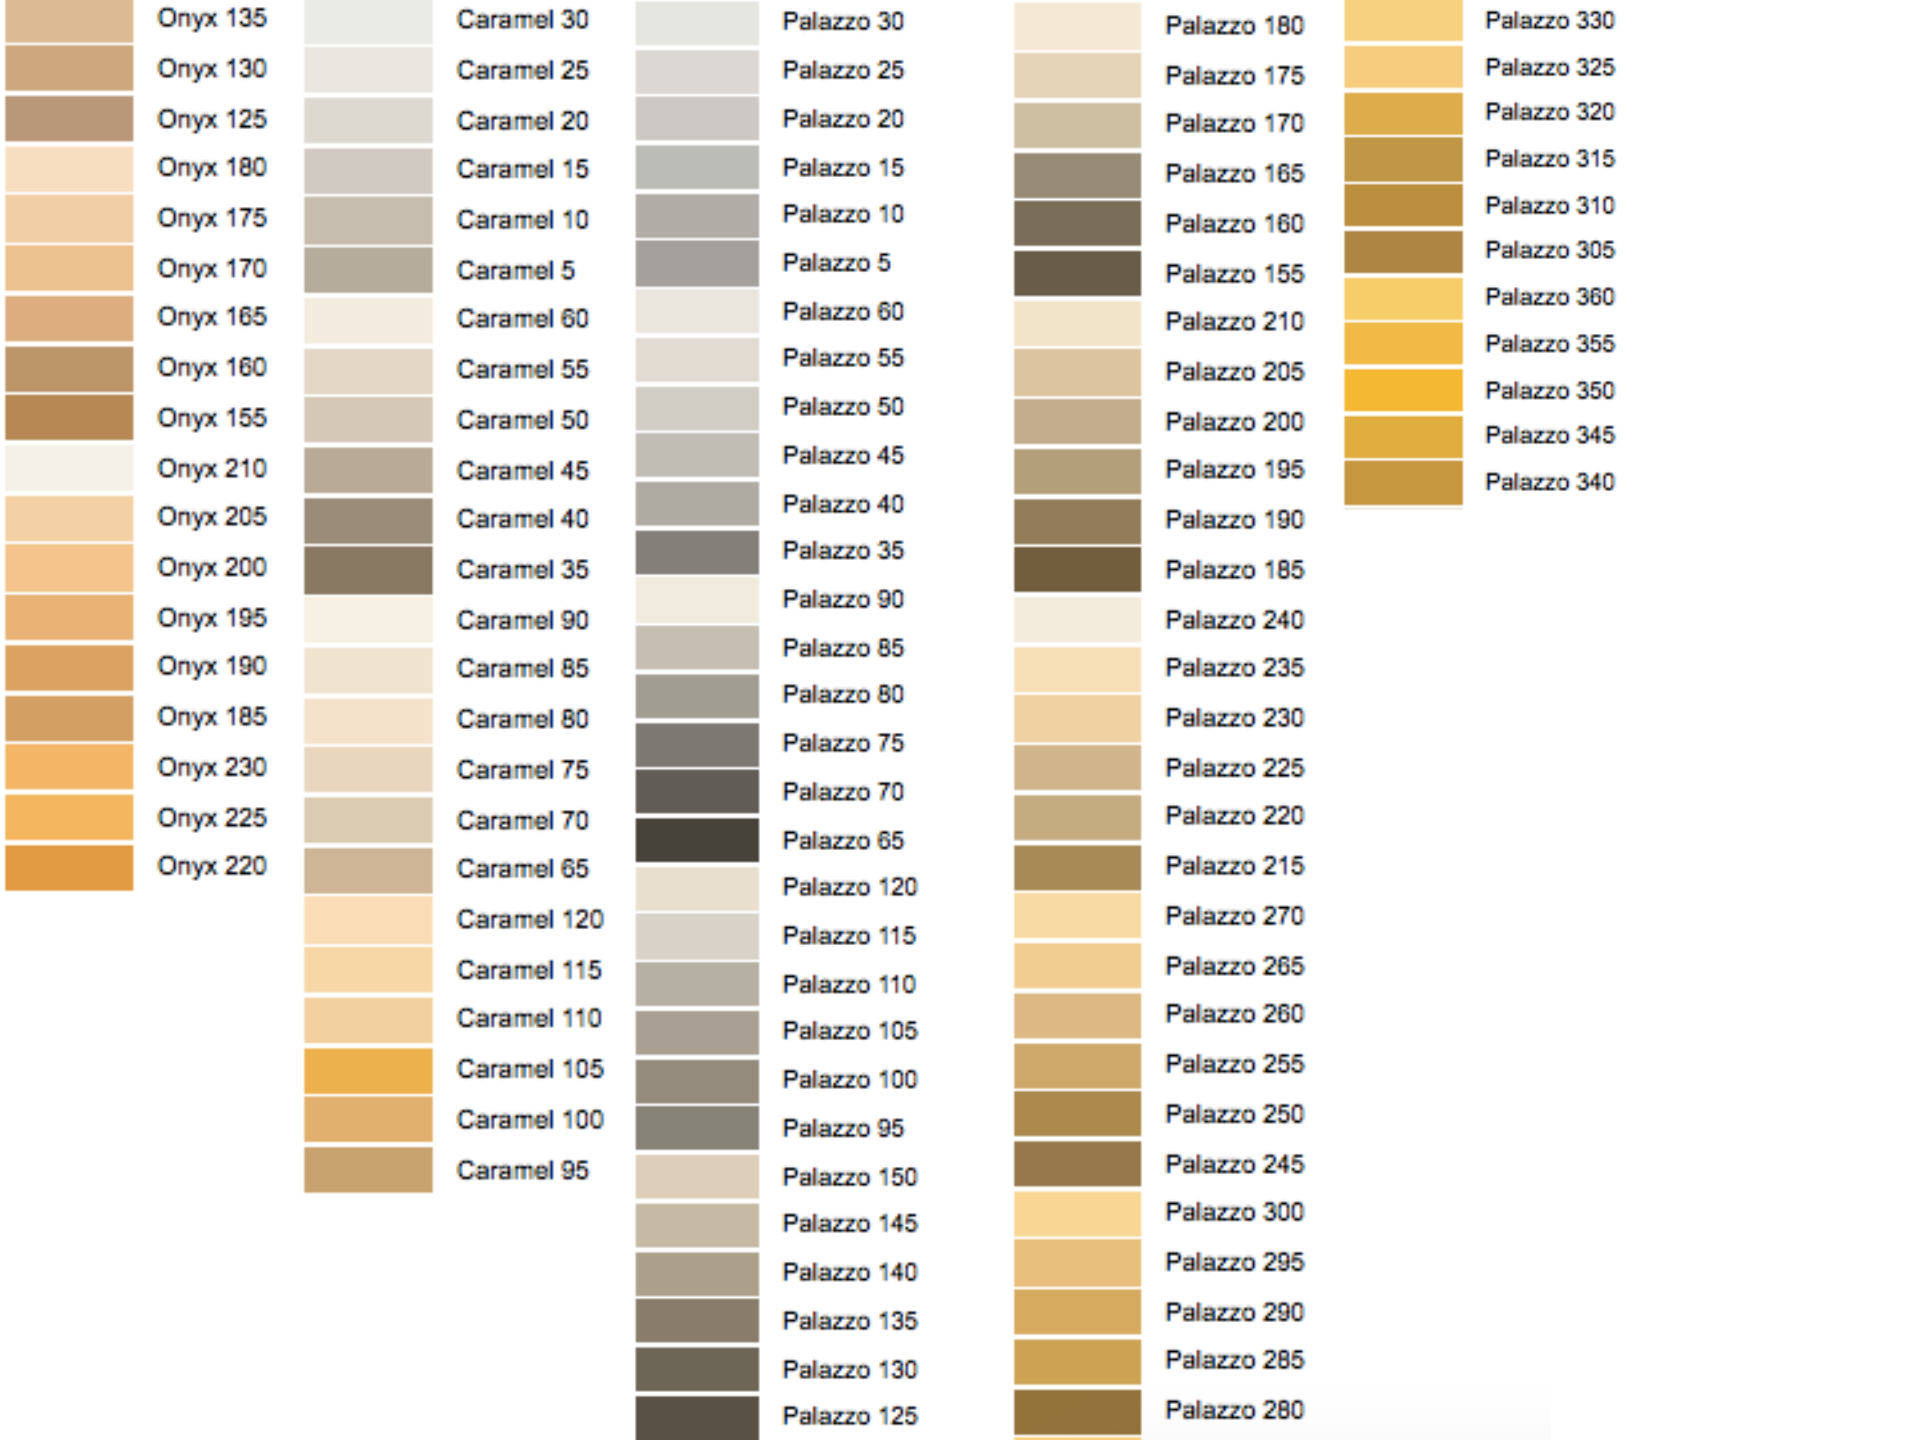 Onyx 135
Onyx 130
Onyx 125
Onyx 180
Onyx 175
Onyx 170
Onyx 165
Onyx 160
Onyx 155
Onyx 210
Onyx 205
Onyx 200
Onyx 195
Onyx 190
Onyx 185
Onyx 230
Onyx 225
Onyx 220
Caramel 30
Caramel 25
Caramel 20
Caramel 15
Caramel 10
Caramel 5
Caramel 60
Caramel 55
Caramel 50
Caramel 45
Caramel 40
Caramel 35
Caramel 90
Caramel 85
Caramel 80
Caramel 75
Caramel 70
Caramel 65
Caramel 120
Caramel 115
Caramel 110
Caramel 105
Caramel 100
Caramel 95
Palazzo 30
Palazzo 25
Palazzo 20
Palazzo 15
Palazzo 10
Palazzo 5
Palazzo 60
Palazzo 55
Palazzo 50
Palazzo 45
Palazzo 40
Palazzo 35
Palazzo 90
Palazzo 85
Palazzo 80
Palazzo 75
Palazzo 70
Palazzo 65
Palazzo 120
Palazzo 115
Palazzo 110
Palazzo 105
Palazzo 100
Palazzo 95
Palazzo 150
Palazzo 145
Palazzo 140
Palazzo 135
Palazzo 130
Palazzo 125
Palazzo 180
Palazzo 175
Palazzo 170
Palazzo 165
Palazzo 160
Palazzo 155
Palazzo 210
Palazzo 205
Palazzo 200
Palazzo 195
Palazzo 190
Palazzo 185
Palazzo 240
Palazzo 235
Palazzo 230
Palazzo 225
Palazzo 220
Palazzo 215
Palazzo 270
Palazzo 265
Palazzo 260
Palazzo 255
Palazzo 250
Palazzo 245
Palazzo 300
Palazzo 295
Palazzo 290
Palazzo 285
Palazzo 280
Palazzo 330
Palazzo 325
Palazzo 320
Palazzo 315
Palazzo 310
Palazzo 305
Palazzo 360
Palazzo 355
Palazzo 350
Palazzo 345
Palazzo 340